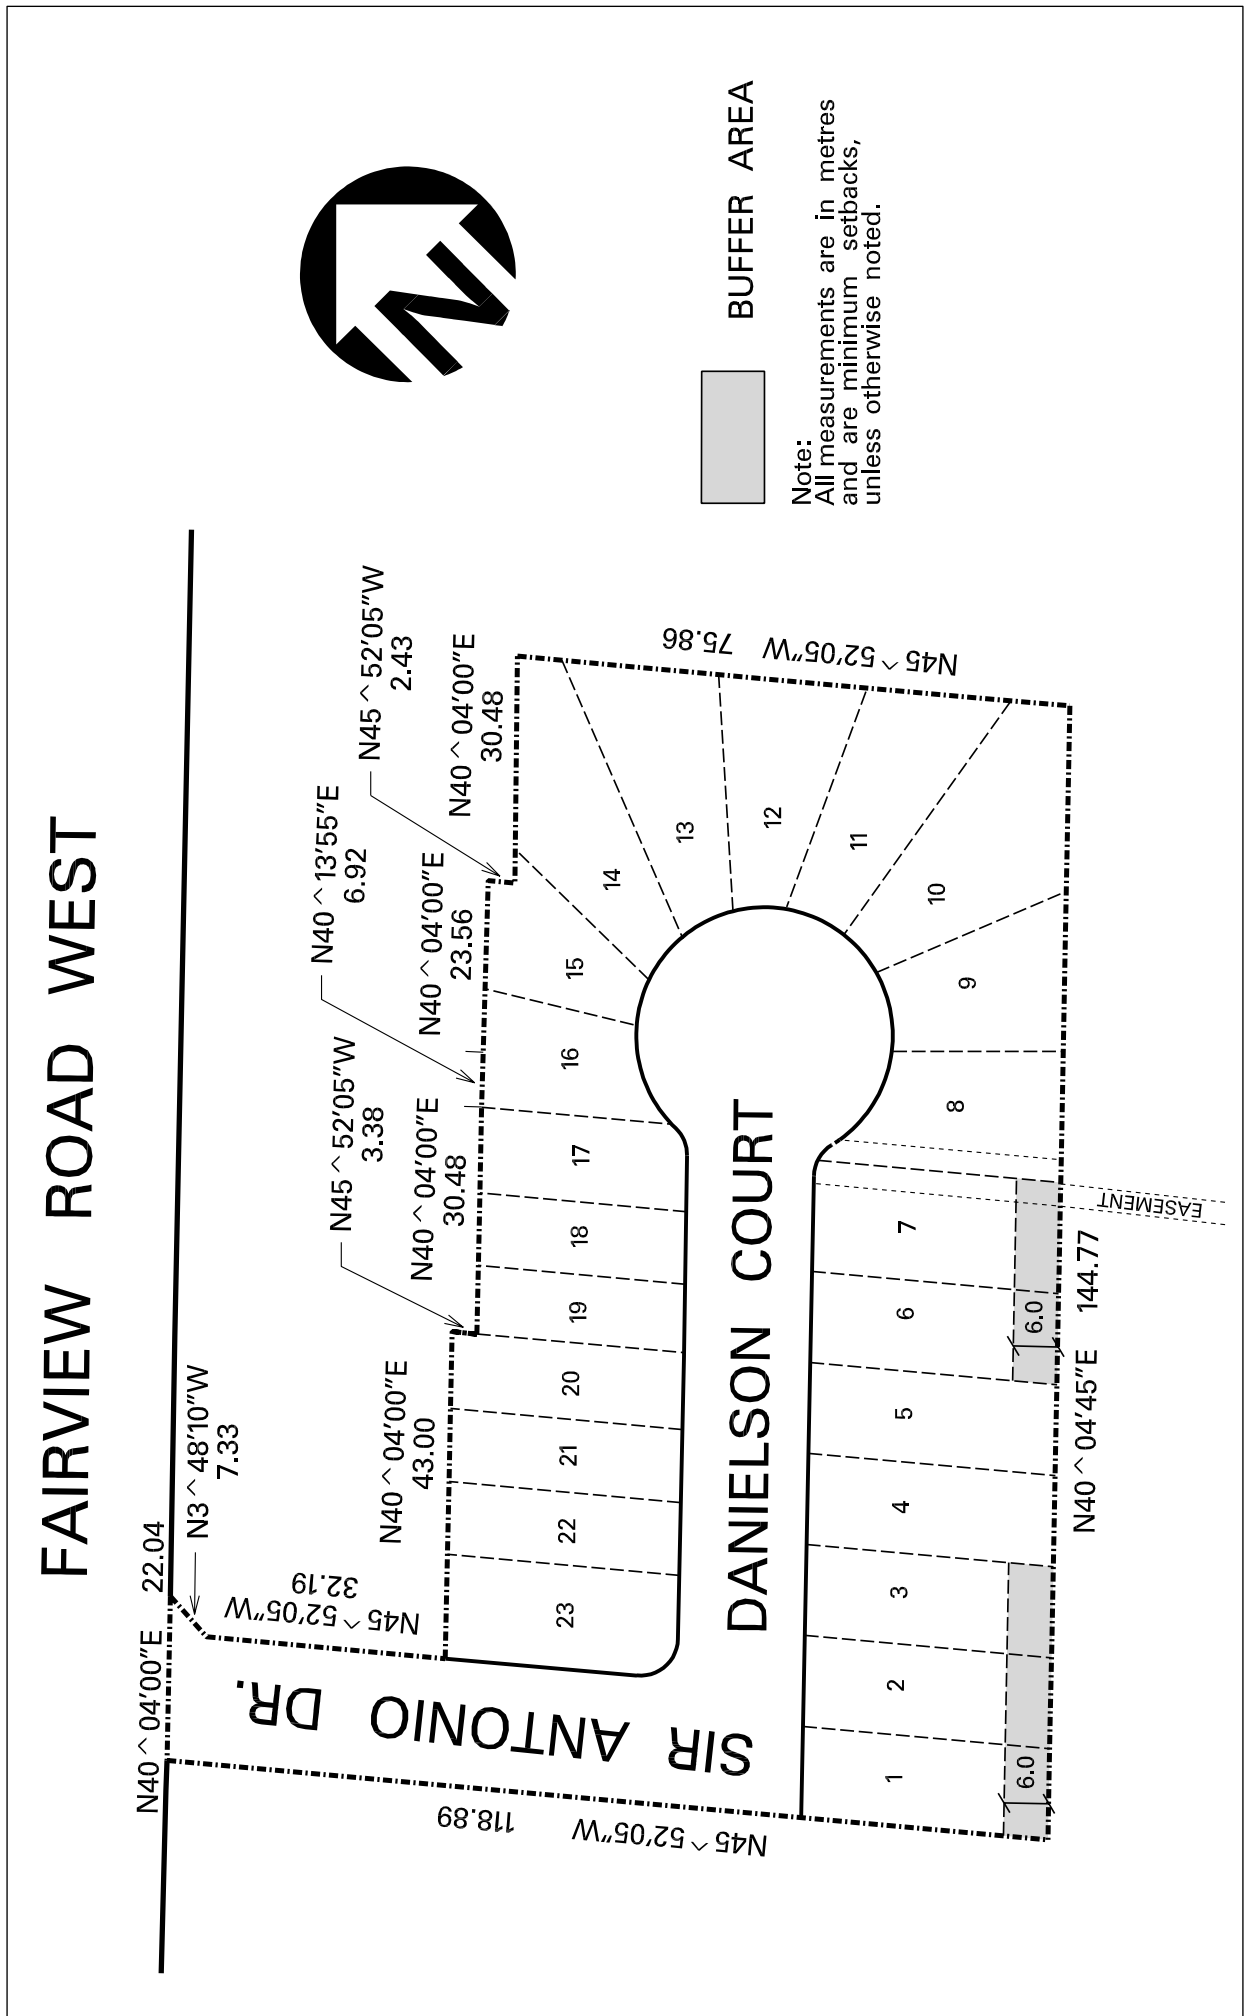 FAIRVIEW ROAD WEST
N40^04'00"E 22.04
N3^48'10"W
7.33
N45^52'05"W
32.19
N40^04'00"E
43.00
N45^52'05"W
3.38
N40^04'00"E
30.48
N40^13'55"E
6.92
N40^04'00"E
23.56
N45^52'05"W
2.43
N40^04'00"E
30.48
N45^52'05"W 75.86
SIR ANTONIO DR.
N45^52'05"W 118.89
DANIELSON COURT
23
22
21
20
19
18
17
16
15
14
13
12
11
10
9
8
7
6
5
4
3
2
1
6.0
6.0
N40^04'45"E 144.77
EASEMENT
N
BUFFER AREA
Note:
All measurements are in metres
and are minimum setbacks,
unless otherwise noted.